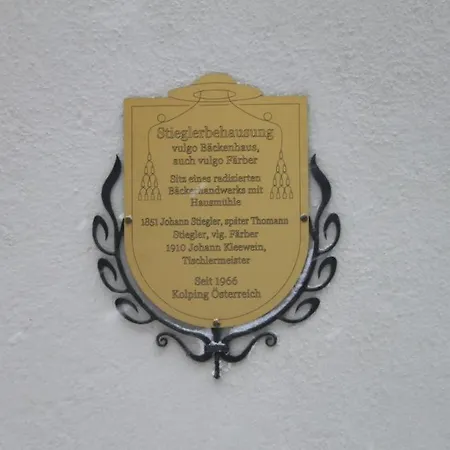 Stieglerbehausung
vulgo Bäckenhaus,
auch vulgo Färber
Sitz eines radizierten
Bäckerhandwerks mit
Hausmühle
1851 Johann Stiegler, später Thomann
Stiegler, vlg. Färber
1910 Johann Kleewein,
Tischlermeister
Seit 1966
Kolping Österreich